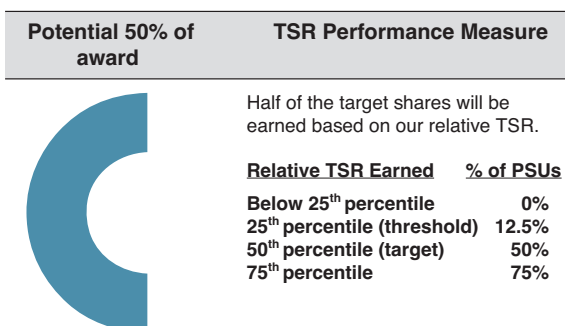 Potential 50% of
award
TSR Performance Measure
Half of the target shares will be
earned based on our relative TSR.
Relative TSR Earned % of PSUs
Below 25th percentile 0%
25th percentile (threshold) 12.5%
50th percentile (target) 50%
75th percentile 75%